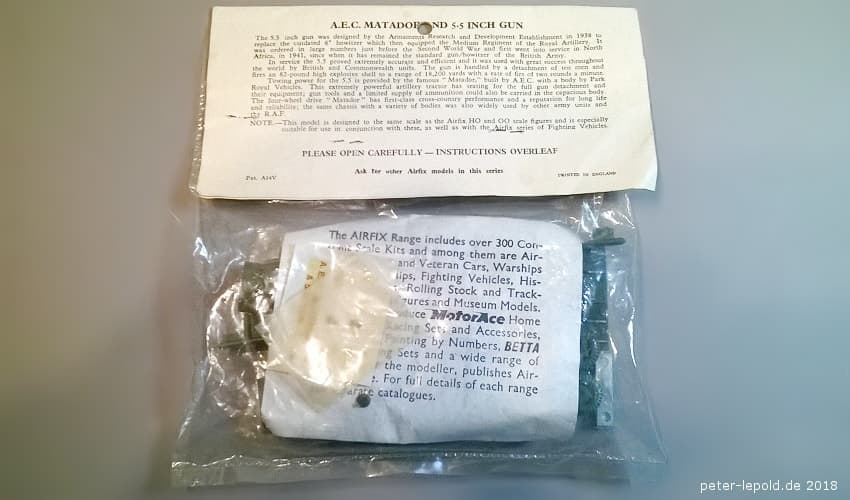 A.E.C. MATADOR ND 5·5 INCH GUN
The 5.5 inch gun was designed by the Armaments Research and Development Establishment in 1938 to
replace the outdated 6" howitzer which then equipped the Medium Regiment of the Royal Artillery. It
was ordered in large numbers just before the Second World War and first went into service in North
Africa, in 1941, since when it has remained the standard gun/howitzer of the British Army.
In service the 5.5 proved extremely accurate and efficient and it was used with great success throughout
the world by British and Commonwealth units. The gun is handled by a detachment of ten men and
fires an 82-pound high explosive shell to a range of 18,200 yards with a rate of fire of two rounds a minute.
Towing power for the 5.5 is provided by the famous "Matador," built by A.E.C. with a body by Park
Royal Vehicles. This extremely powerful artillery tractor has seating for the full gun detachment and
their equipment; gun tools and a limited supply of ammunition could also be carried in the capacious body.
The four-wheel drive "Matador" has first-class cross-country performance and a reputation for long life
and reliability; the same chassis with a variety of bodies was also widely used by other army units and
the R.A.F.
NOTE.—This model is designed to the same scale as the Airfix HO and OO scale figures and is especially
suitable for use in conjunction with these, as well as with the Airfix series of Fighting Vehicles.
PLEASE OPEN CAREFULLY — INSTRUCTIONS OVERLEAF
Ask for other Airfix models in this series
Pat. A14V
PRINTED IN ENGLAND
The AIRFIX Range includes over 300 Con-
Scale Kits and among them are Air-
and Veteran Cars, Warships
ips, Fighting Vehicles, His-
Rolling Stock and Track-
igures and Museum Models.
duce MotorAce Home
Racing Sets and Accessories,
Painting by Numbers, BETTA
ng Sets and a wide range of
the modeller, publishes Air-
e. For full details of each range
arate catalogues.
A.E.
peter-lepold.de 2018